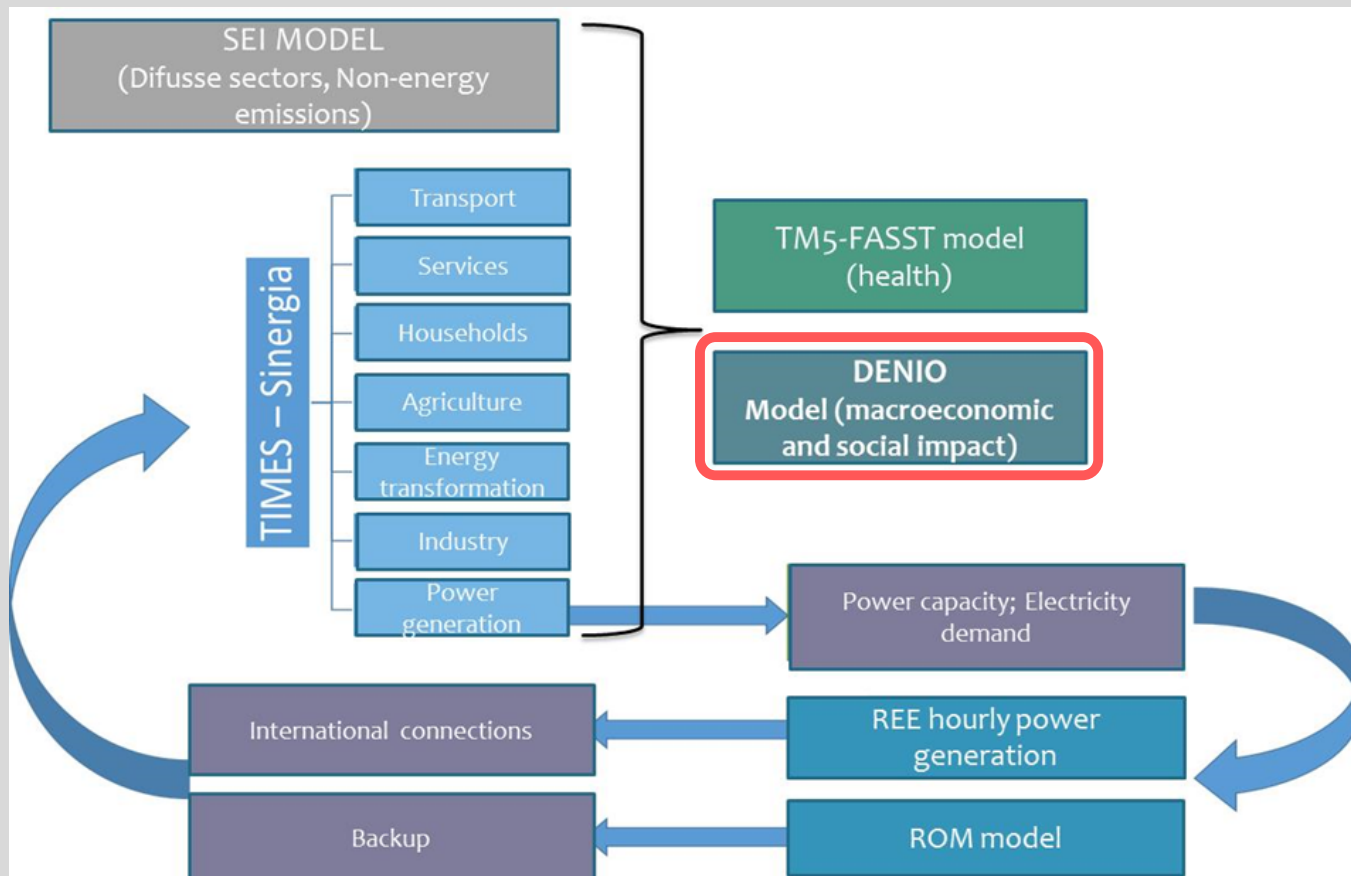 SEI MODEL
(Difusse sectors, Non-energy
emissions)
TIMES – Sinergia
Transport
Services
Households
Agriculture
Energy
transformation
Industry
Power
generation
TM5-FASST model
(health)
DENIO
Model (macroeconomic
and social impact)
Power capacity; Electricity
demand
International connections
REE hourly power
generation
Backup
ROM model